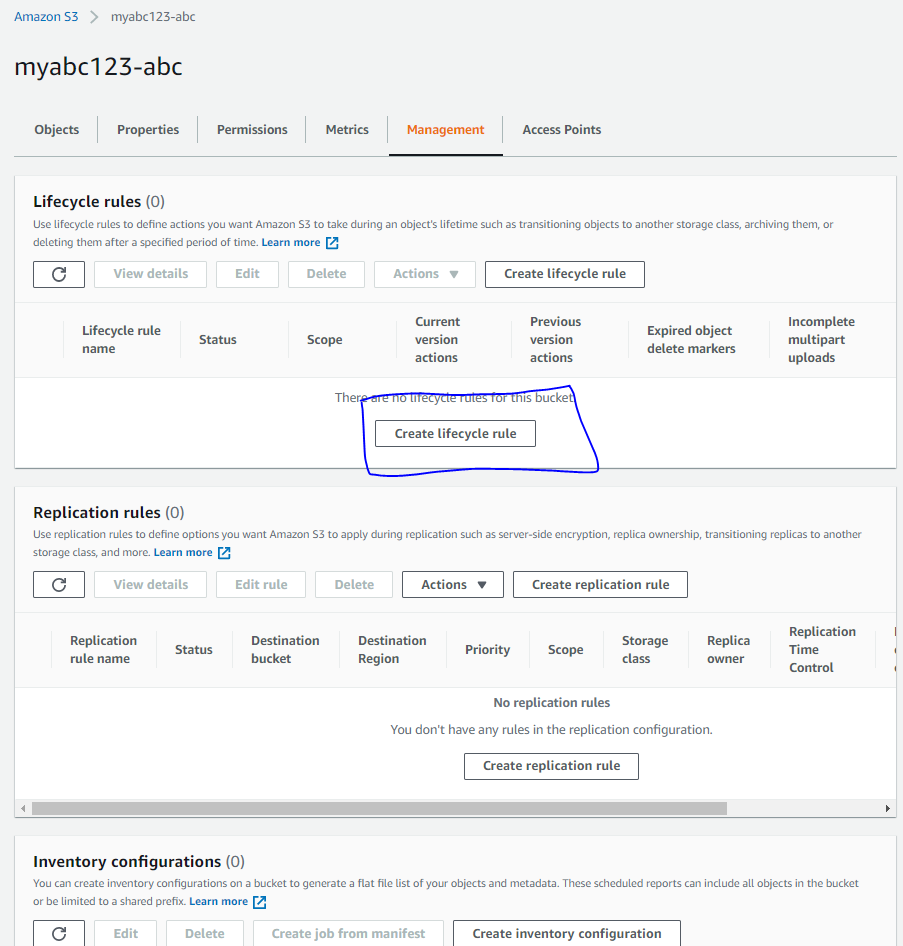 Amazon S3 > myabc123-abc
myabc123-abc
Objects Properties Permissions Metrics Management Access Points
Lifecycle rules (0)
Use lifecycle rules to define actions you want Amazon S3 to take during an object's lifetime such as transitioning objects to another storage class, archiving them, or
deleting them after a specified period of time. Learn more
View details Edit Delete Actions Create lifecycle rule
Lifecycle rule
name
Status
Scope
Current
version
actions
Previous
version
actions
Expired object
delete markers
Incomplete
multipart
uploads
There are no lifecycle rules for this bucket
Create lifecycle rule
Replication rules (0)
Use replication rules to define options you want Amazon S3 to apply during replication such as server-side encryption, replica ownership, transitioning replicas to another
storage class, and more. Learn more
View details Edit rule Delete Actions Create replication rule
Replication
rule name
Status
Destination
bucket
Destination
Region
Priority
Scope
Storage
class
Replica
owner
Replication
Time
Control
No replication rules
You don't have any rules in the replication configuration.
Create replication rule
Inventory configurations (0)
You can create inventory configurations on a bucket to generate a flat file list of your objects and metadata. These scheduled reports can include all objects in the bucket
or be limited to a shared prefix. Learn more
Edit Delete Create job from manifest Create inventory configuration